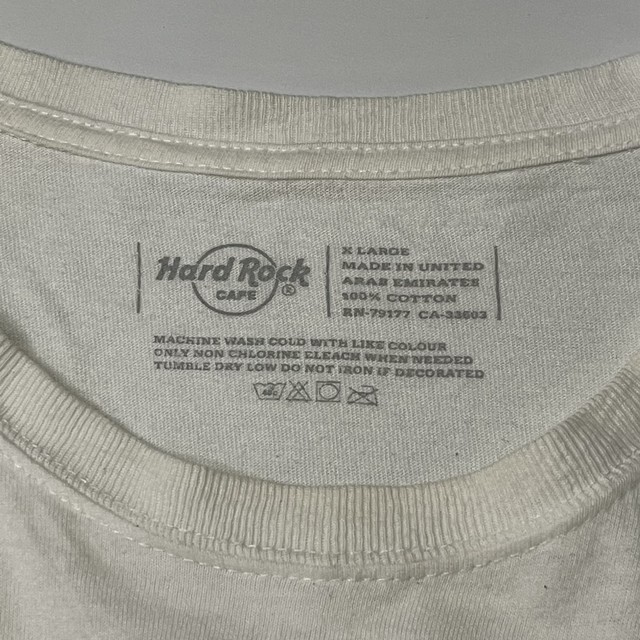 Hard Rock
CAFE
®
X LARGE
MADE IN UNITED
ARAB EMIRATES
100% COTTON
RN-79177 CA-33603
MACHINE WASH COLD WITH LIKE COLOUR
ONLY NON CHLORINE BLEACH WHEN NEEDED
TUMBLE DRY LOW DO NOT IRON IF DECORATED